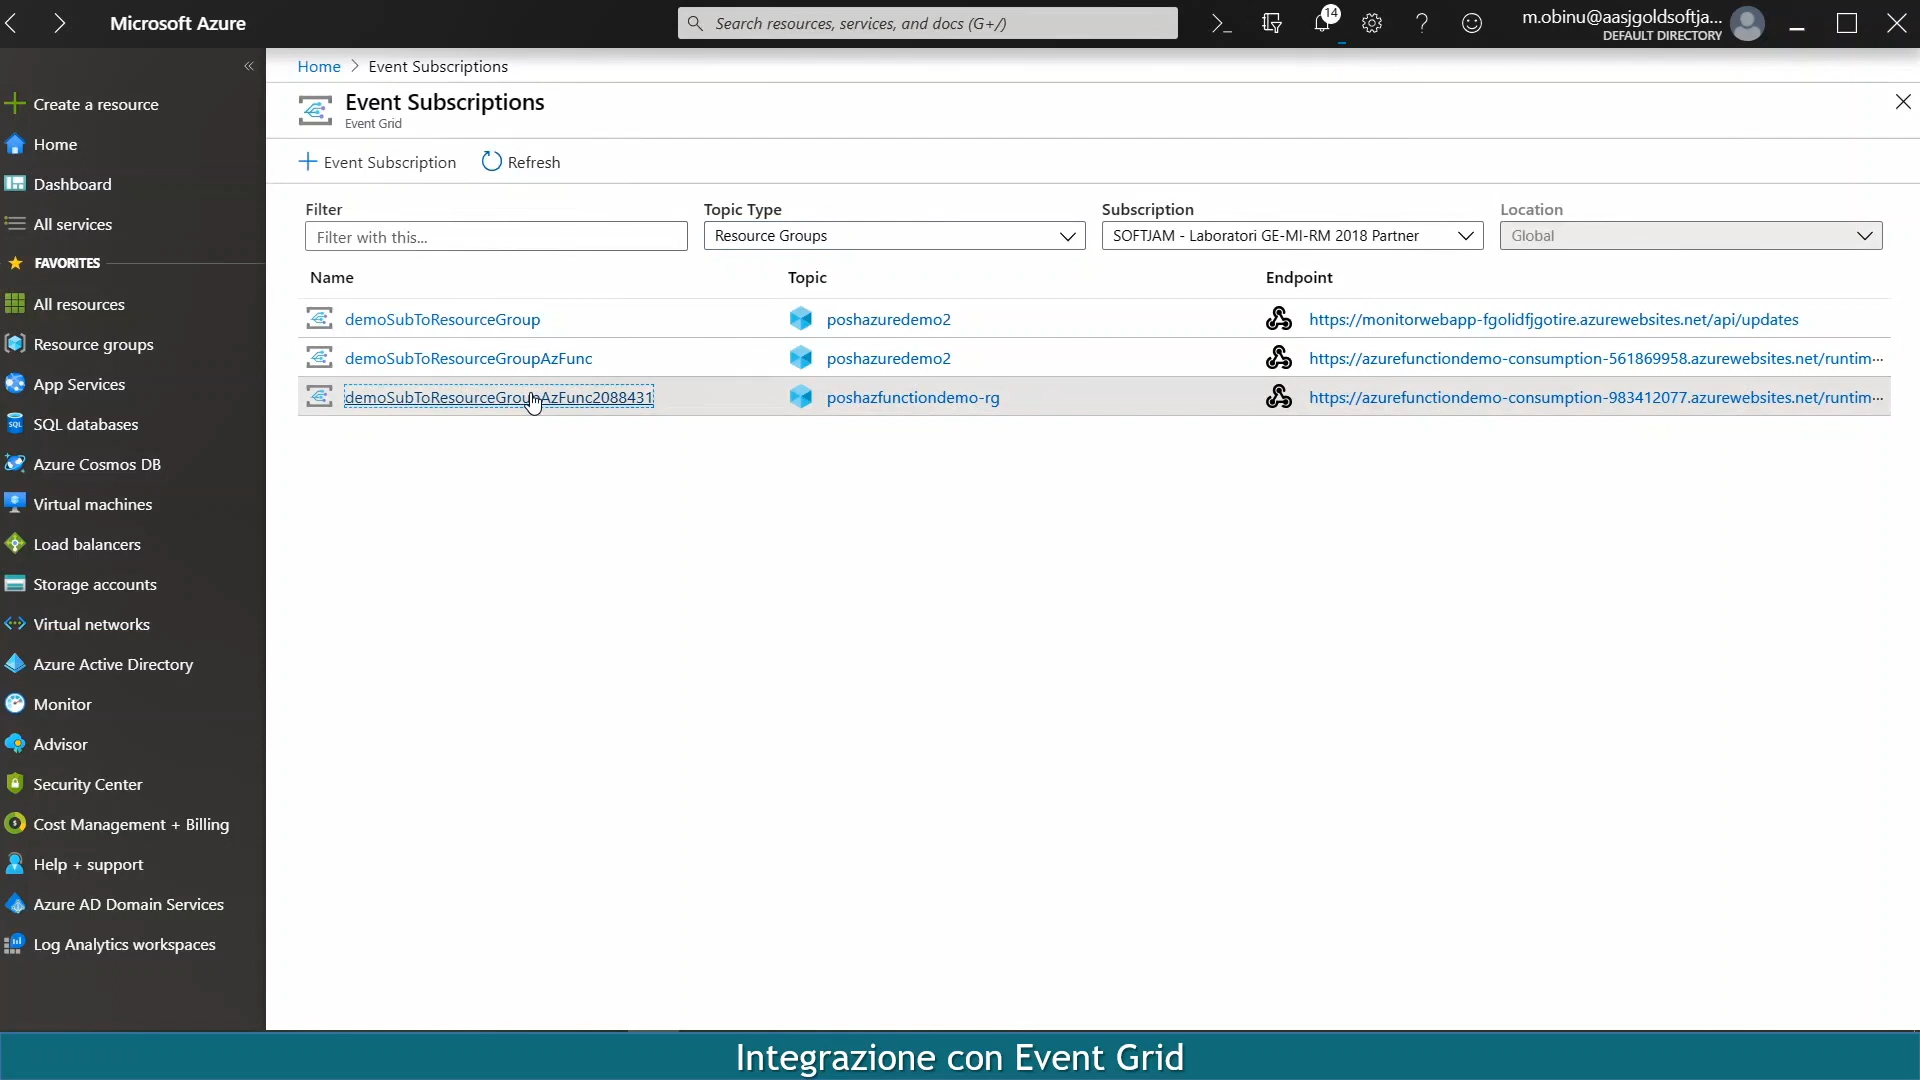 Microsoft Azure
Search resources, services, and docs (G+/)
14
m.obinu@aasjgoldsoftja...
DEFAULT DIRECTORY
Create a resource
Home
Dashboard
All services
FAVORITES
All resources
Resource groups
App Services
SQL databases
Azure Cosmos DB
Virtual machines
Load balancers
Storage accounts
Virtual networks
Azure Active Directory
Monitor
Advisor
Security Center
Cost Management + Billing
Help + support
Azure AD Domain Services
Log Analytics workspaces
Home > Event Subscriptions
Event Subscriptions
Event Grid
Event Subscription Refresh
Filter Topic Type Subscription Location
Filter with this... Resource Groups SOFTJAM - Laboratori GE-MI-RM 2018 Partner Global
Name Topic Endpoint
demoSubToResourceGroup poshazuredemo2 https://monitorwebapp-fgolidfjgotire.azurewebsites.net/api/updates
demoSubToResourceGroupAzFunc poshazuredemo2 https://azurefunctiondemo-consumption-561869958.azurewebsites.net/runtim...
demoSubToResourceGroupAzFunc2088431 poshazfunctiondemo-rg https://azurefunctiondemo-consumption-983412077.azurewebsites.net/runtim...
Integrazione con Event Grid